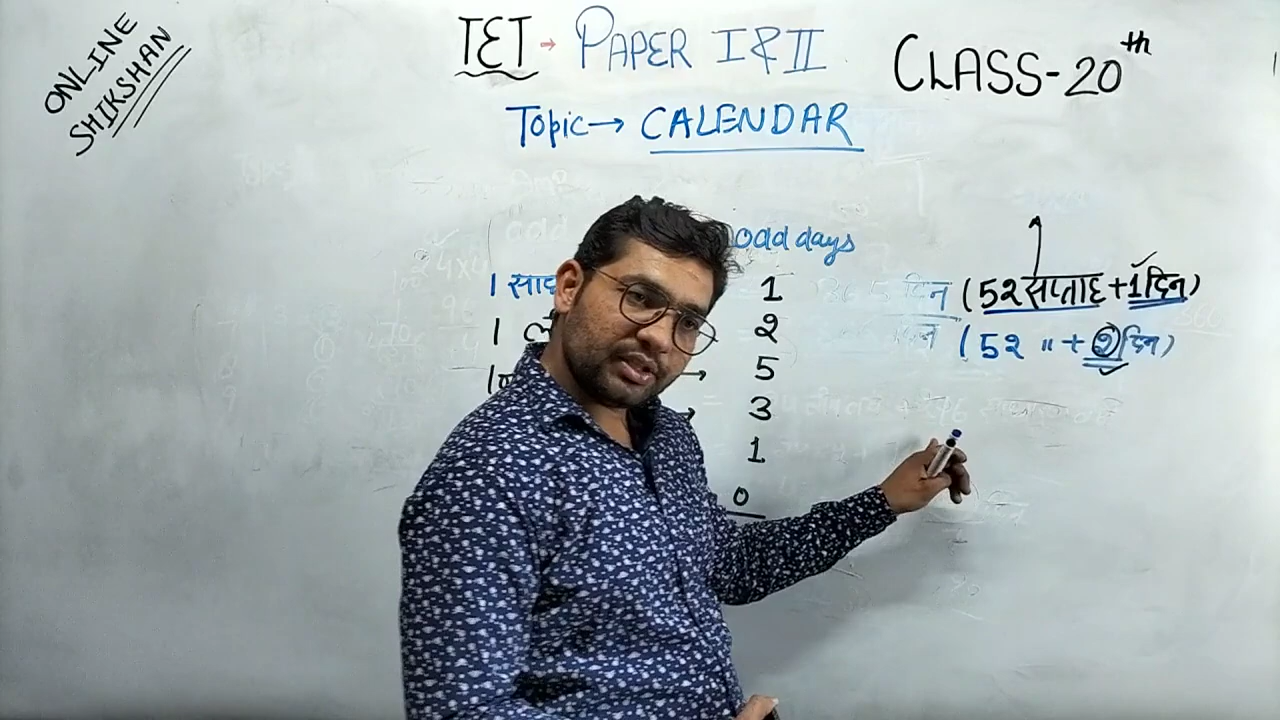 ONLINE
SHIKSHAN
TET → PAPER I & II
CLASS-20th
Topic → CALENDAR
odd days
1 1 (52 सप्ताह + 1 दिन)
1 2 (52 " + 2 दिन)
→ 5
3
1
0